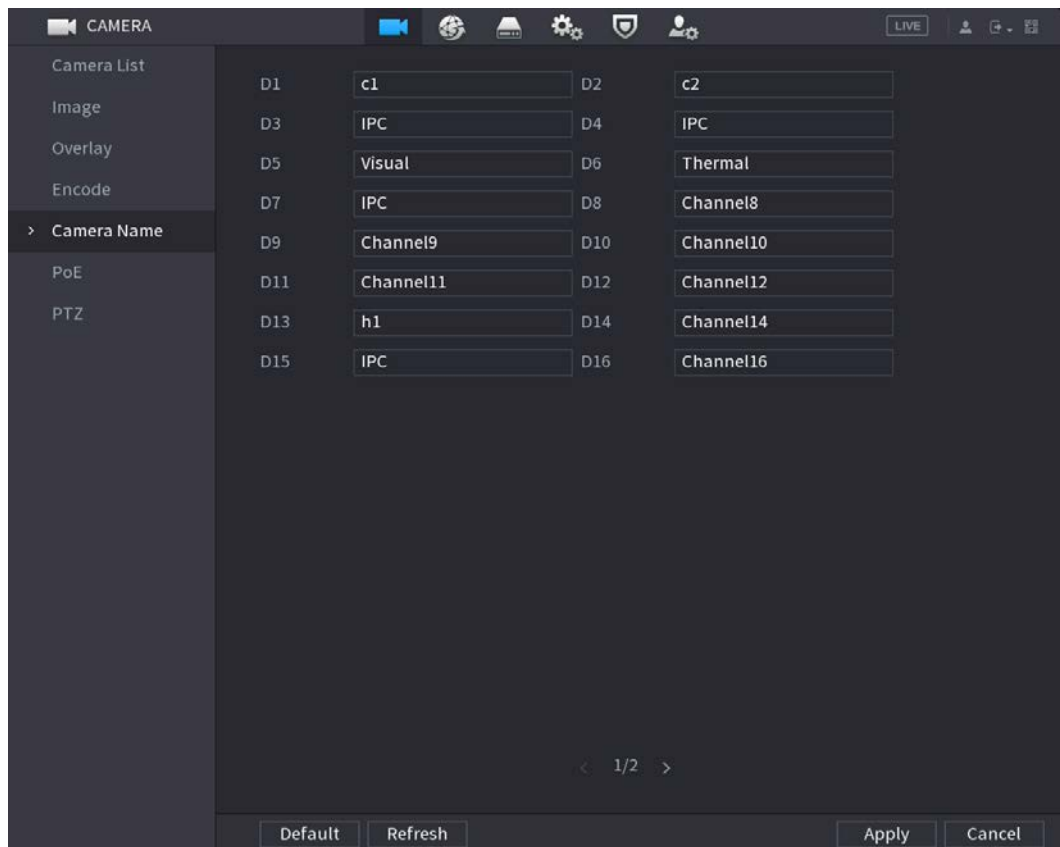 CAMERA LIVE
Camera List
Image
Overlay
Encode
> Camera Name
PoE
PTZ
D1 c1 D2 c2
D3 IPC D4 IPC
D5 Visual D6 Thermal
D7 IPC D8 Channel8
D9 Channel9 D10 Channel10
D11 Channel11 D12 Channel12
D13 h1 D14 Channel14
D15 IPC D16 Channel16
< 1/2 >
Default Refresh Apply Cancel